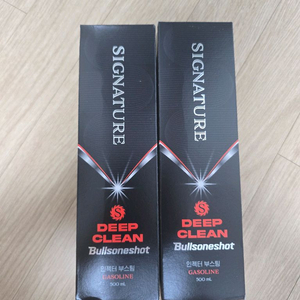 SIGNATURE
DEEP
CLEAN
Bullsoneshot
인젝터 부스팅
GASOLINE
500 ml
SIGNATURE
DEEP
CLEAN
Bullsoneshot
인젝터 부스팅
GASOLINE
500 ml